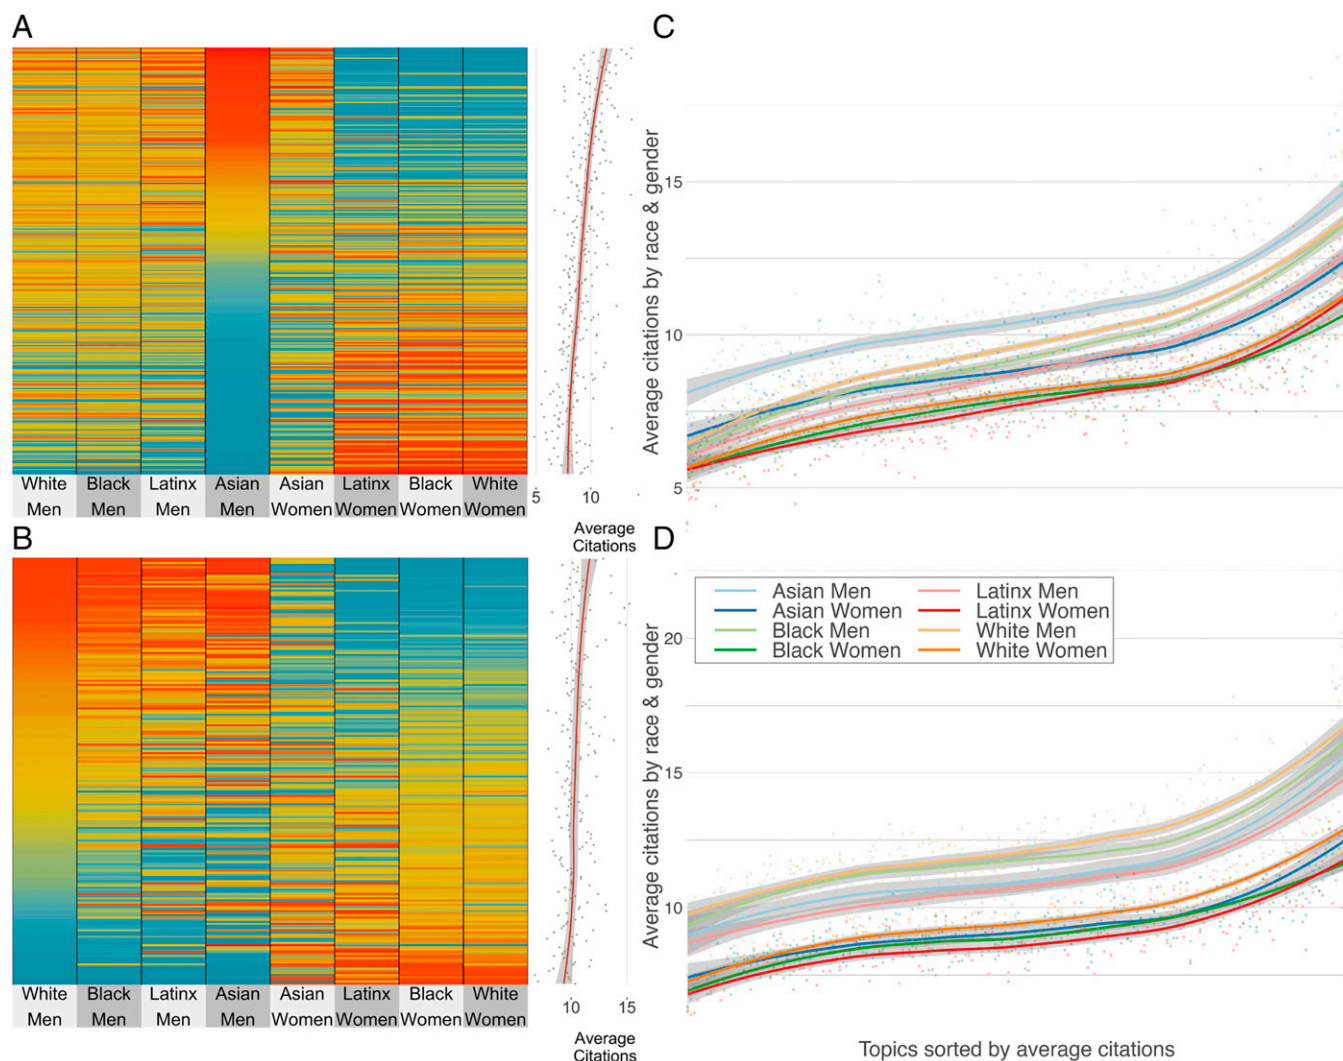 A
White Black Latinx Asian Asian Latinx Black White
Men Men Men Men Women Women Women Women
5 10
Average
Citations
B
White Black Latinx Asian Asian Latinx Black White
Men Men Men Men Women Women Women Women
10 15
Average
Citations
C
Average citations by race & gender
15
10
5
D
Average citations by race & gender
20
15
10
Asian Men
Asian Women
Black Men
Black Women
Latinx Men
Latinx Women
White Men
White Women
Topics sorted by average citations